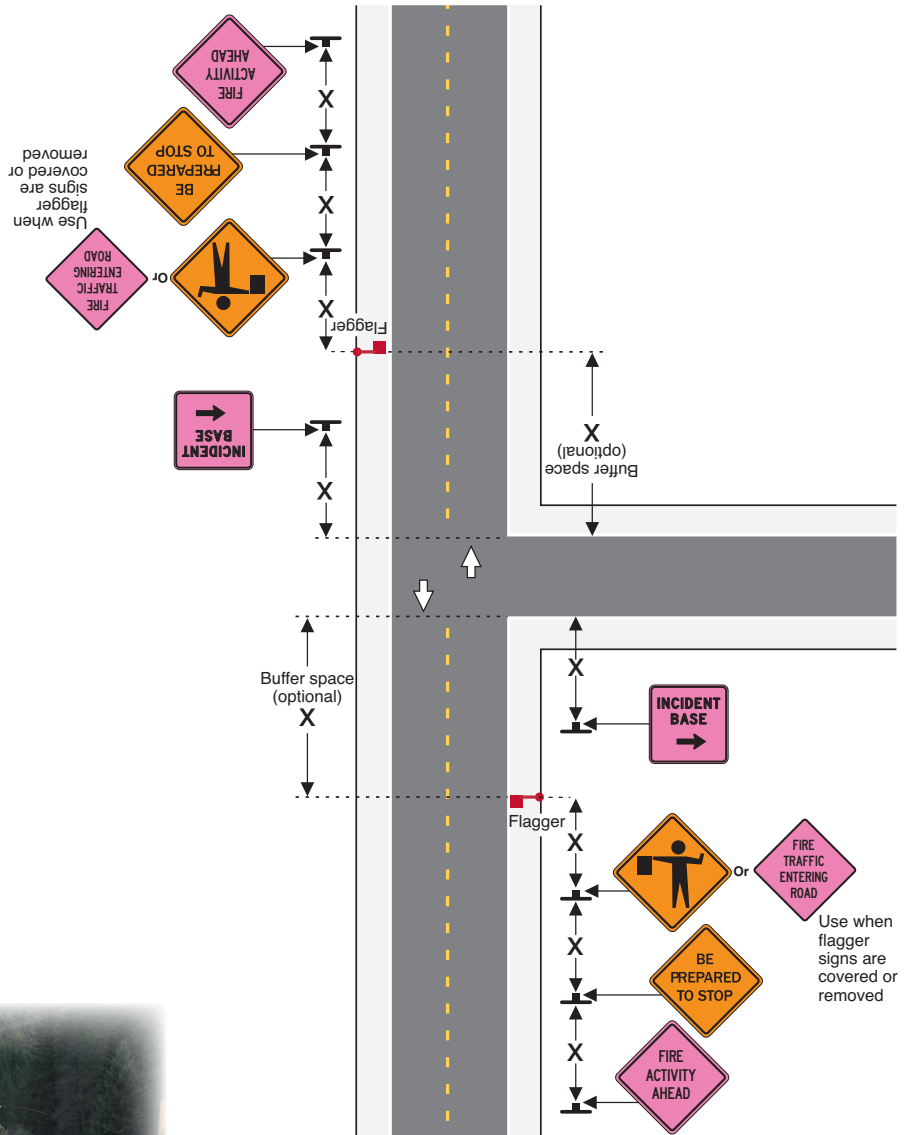 FIRE
ACTIVITY
AHEAD
X
BE
PREPARED
TO STOP
X
Use when
flagger
signs are
covered or
removed
FIRE
TRAFFIC
ENTERING
ROAD
Or
X
Flagger
INCIDENT
BASE
X
Buffer space
(optional)
X
Buffer space
(optional)
X
X
INCIDENT
BASE
Flagger
X
Or
FIRE
TRAFFIC
ENTERING
ROAD
Use when
flagger
signs are
covered or
removed
X
BE
PREPARED
TO STOP
X
FIRE
ACTIVITY
AHEAD